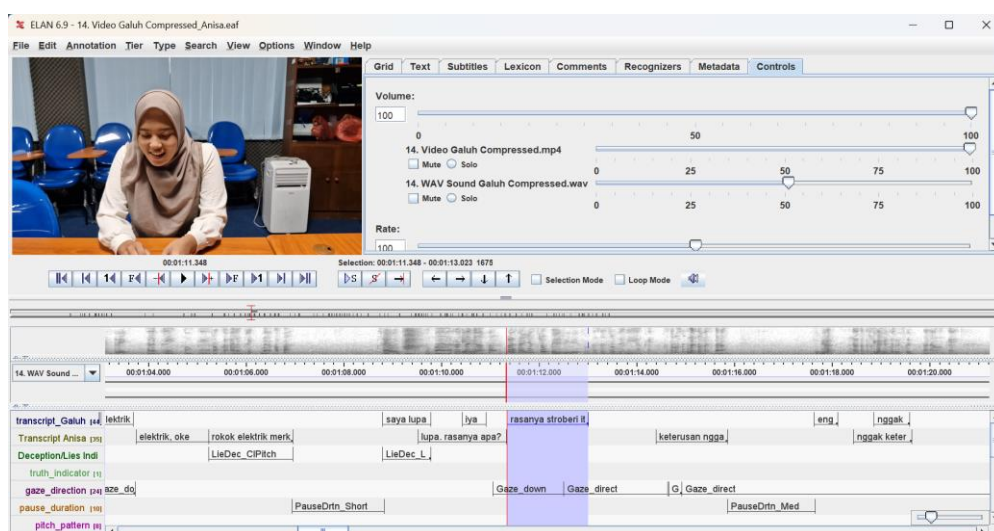 ELAN 6.9 - 14. Video Galuh Compressed_Anisa.eaf
File Edit Annotation Tier Type Search View Options Window Help
Grid Text Subtitles Lexicon Comments Recognizers Metadata Controls
Volume:
100
0 50 100
14. Video Galuh Compressed.mp4
Mute Solo
0 25 50 75 100
14. WAV Sound Galuh Compressed.wav
Mute Solo
0 25 50 75 100
Rate:
100
00:01:11.348
Selection: 00:01:11.348 - 00:01:13.023 1675
Selection Mode Loop Mode
14. WAV Sound ...
00:01:04.000 00:01:06.000 00:01:08.000 00:01:10.000 00:01:12.000 00:01:14.000 00:01:16.000 00:01:18.000 00:01:20.000
transcript_Galuh [44] lektrik saya lupa iya rasanya stroberi it eng nggak
Transcript Anisa [35] elektrik, oke rokok elektrik merk lupa. rasanya apa? keterusan ngga nggak keter
Deception/Lies Indi LieDec_ClPitch LieDec_L
truth_indicator [1]
gaze_direction [24] aze_do Gaze_down Gaze_direct G Gaze_direct
pause_duration [10] PauseDrtn_Short PauseDrtn_Med
pitch_pattern [8]